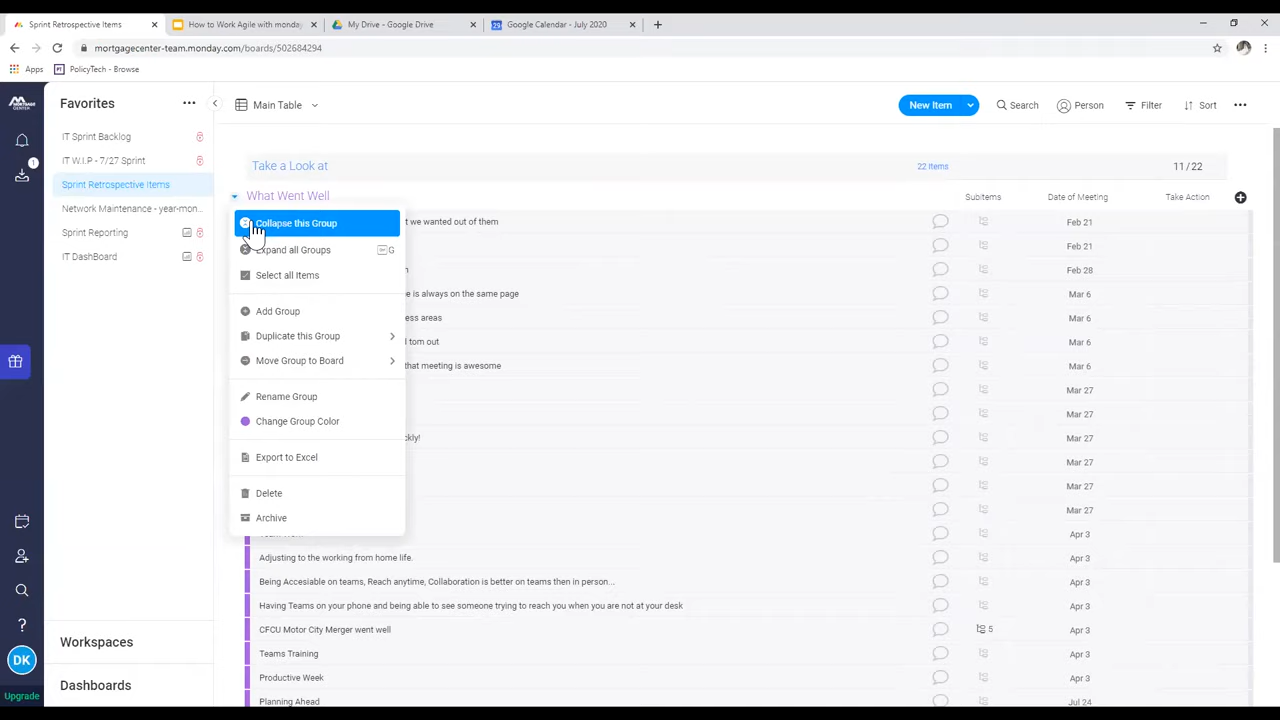 Sprint Retrospective Items
How to Work Agile with monda
My Drive - Google Drive
Google Calendar - July 2020
mortgagecenter-team.monday.com/boards/502684294
Apps
PolicyTech - Browse
Favorites
IT Sprint Backlog
IT W.I.P - 7/27 Sprint
Sprint Retrospective Items
Network Maintenance - year-mon...
Sprint Reporting
IT DashBoard
Workspaces
Dashboards
1
?
DK
Upgrade
Main Table
New Item
Search
Person
Filter
Sort
Take a Look at
22 Items
11 / 22
What Went Well
Subitems
Date of Meeting
Take Action
Collapse this Group
Expand all Groups
G
Select all Items
Add Group
Duplicate this Group
Move Group to Board
Rename Group
Change Group Color
Export to Excel
Delete
Archive
t we wanted out of them
Feb 21
Feb 21
Feb 28
e is always on the same page
Mar 6
ess areas
Mar 6
d tom out
Mar 6
that meeting is awesome
Mar 6
Mar 27
Mar 27
ckly!
Mar 27
Mar 27
Mar 27
Mar 27
Apr 3
Adjusting to the working from home life.
Apr 3
Being Accesiable on teams, Reach anytime, Collaboration is better on teams then in person...
Apr 3
Having Teams on your phone and being able to see someone trying to reach you when you are not at your desk
Apr 3
CFCU Motor City Merger went well
5
Apr 3
Teams Training
Apr 3
Productive Week
Apr 3
Planning Ahead
Jul 24